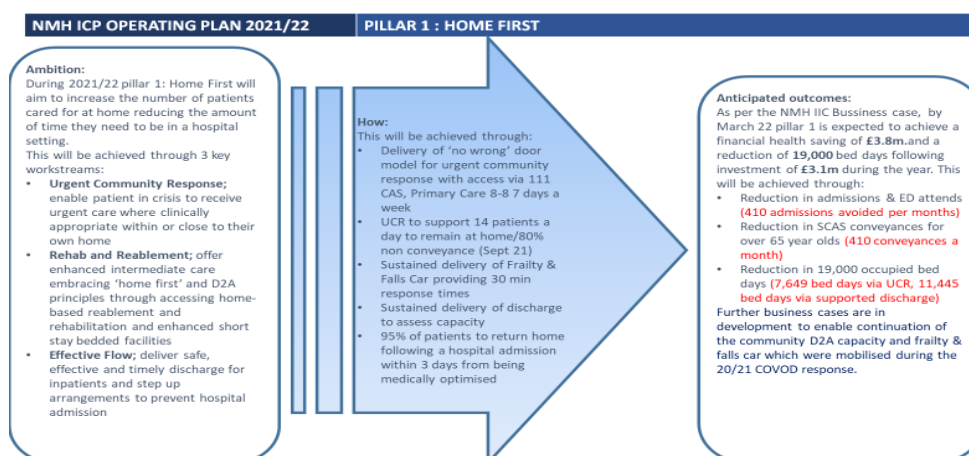 NMH ICP OPERATING PLAN 2021/22
PILLAR 1 : HOME FIRST
Ambition:
During 2021/22 pillar 1: Home First will
aim to increase the number of patients
cared for at home reducing the amount
of time they need to be in a hospital
setting.
This will be achieved through 3 key
workstreams:
• Urgent Community Response;
enable patient in crisis to receive
urgent care where clinically
appropriate within or close to their
own home
• Rehab and Reablement; offer
enhanced intermediate care
embracing ‘home first’ and D2A
principles through accessing home-
based reablement and
rehabilitation and enhanced short
stay bedded facilities
• Effective Flow; deliver safe,
effective and timely discharge for
inpatients and step up
arrangements to prevent hospital
admission
How:
This will be achieved through:
• Delivery of ‘no wrong’ door
model for urgent community
response with access via 111
CAS, Primary Care 8-8 7 days a
week
• UCR to support 14 patients a
day to remain at home/80%
non conveyance (Sept 21)
• Sustained delivery of Frailty &
Falls Car providing 30 min
response times
• Sustained delivery of discharge
to assess capacity
• 95% of patients to return home
following a hospital admission
within 3 days from being
medically optimised
Anticipated outcomes:
As per the NMH IIC Bussiness case, by
March 22 pillar 1 is expected to achieve a
financial health saving of £3.8m.and a
reduction of 19,000 bed days following
investment of £3.1m during the year. This
will be achieved through:
• Reduction in admissions & ED attends
(410 admissions avoided per months)
• Reduction in SCAS conveyances for
over 65 year olds (410 conveyances a
month)
• Reduction in 19,000 occupied bed
days (7,649 bed days via UCR, 11,445
bed days via supported discharge)
Further business cases are in
development to enable continuation of
the community D2A capacity and frailty &
falls car which were mobilised during the
20/21 COVOD response.